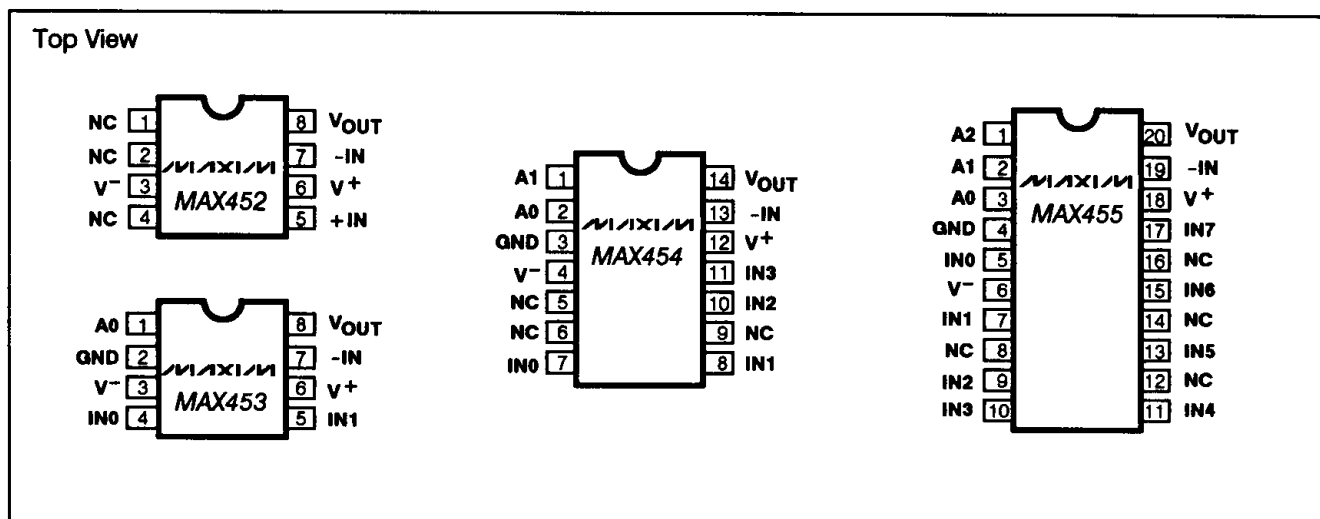 Top View
NC 1 8 VOUT
NC 2 7 -IN
V- 3 6 V+
NC 4 5 +IN
MAXIM
MAX452
A0 1 8 VOUT
GND 2 7 -IN
V- 3 6 V+
IN0 4 5 IN1
MAXIM
MAX453
A1 1 14 VOUT
A0 2 13 -IN
GND 3 12 V+
V- 4 11 IN3
NC 5 10 IN2
NC 6 9 NC
IN0 7 8 IN1
MAXIM
MAX454
A2 1 20 VOUT
A1 2 19 -IN
A0 3 18 V+
GND 4 17 IN7
IN0 5 16 NC
V- 6 15 IN6
IN1 7 14 NC
NC 8 13 IN5
IN2 9 12 NC
IN3 10 11 IN4
MAXIM
MAX455